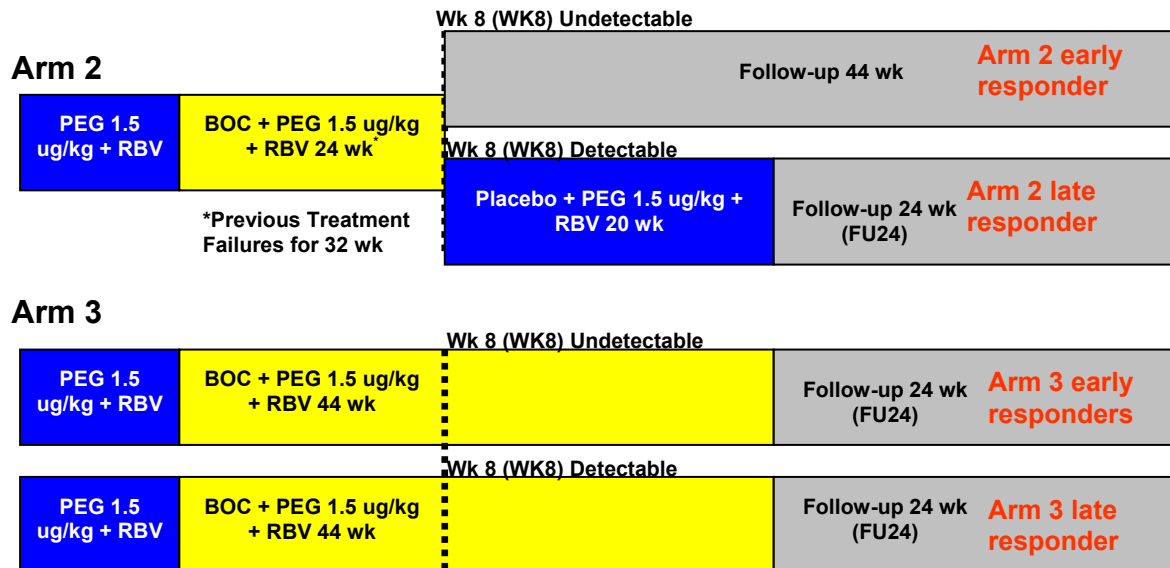 Wk 8 (WK8) Undetectable
Arm 2
Follow-up 44 wk
Arm 2 early
responder
PEG 1.5
ug/kg + RBV
BOC + PEG 1.5 ug/kg
+ RBV 24 wk*
Wk 8 (WK8) Detectable
Placebo + PEG 1.5 ug/kg +
RBV 20 wk
Follow-up 24 wk
(FU24)
Arm 2 late
responder
*Previous Treatment
Failures for 32 wk
Arm 3
Wk 8 (WK8) Undetectable
PEG 1.5
ug/kg + RBV
BOC + PEG 1.5 ug/kg
+ RBV 44 wk
Follow-up 24 wk
(FU24)
Arm 3 early
responders
Wk 8 (WK8) Detectable
PEG 1.5
ug/kg + RBV
BOC + PEG 1.5 ug/kg
+ RBV 44 wk
Follow-up 24 wk
(FU24)
Arm 3 late
responder